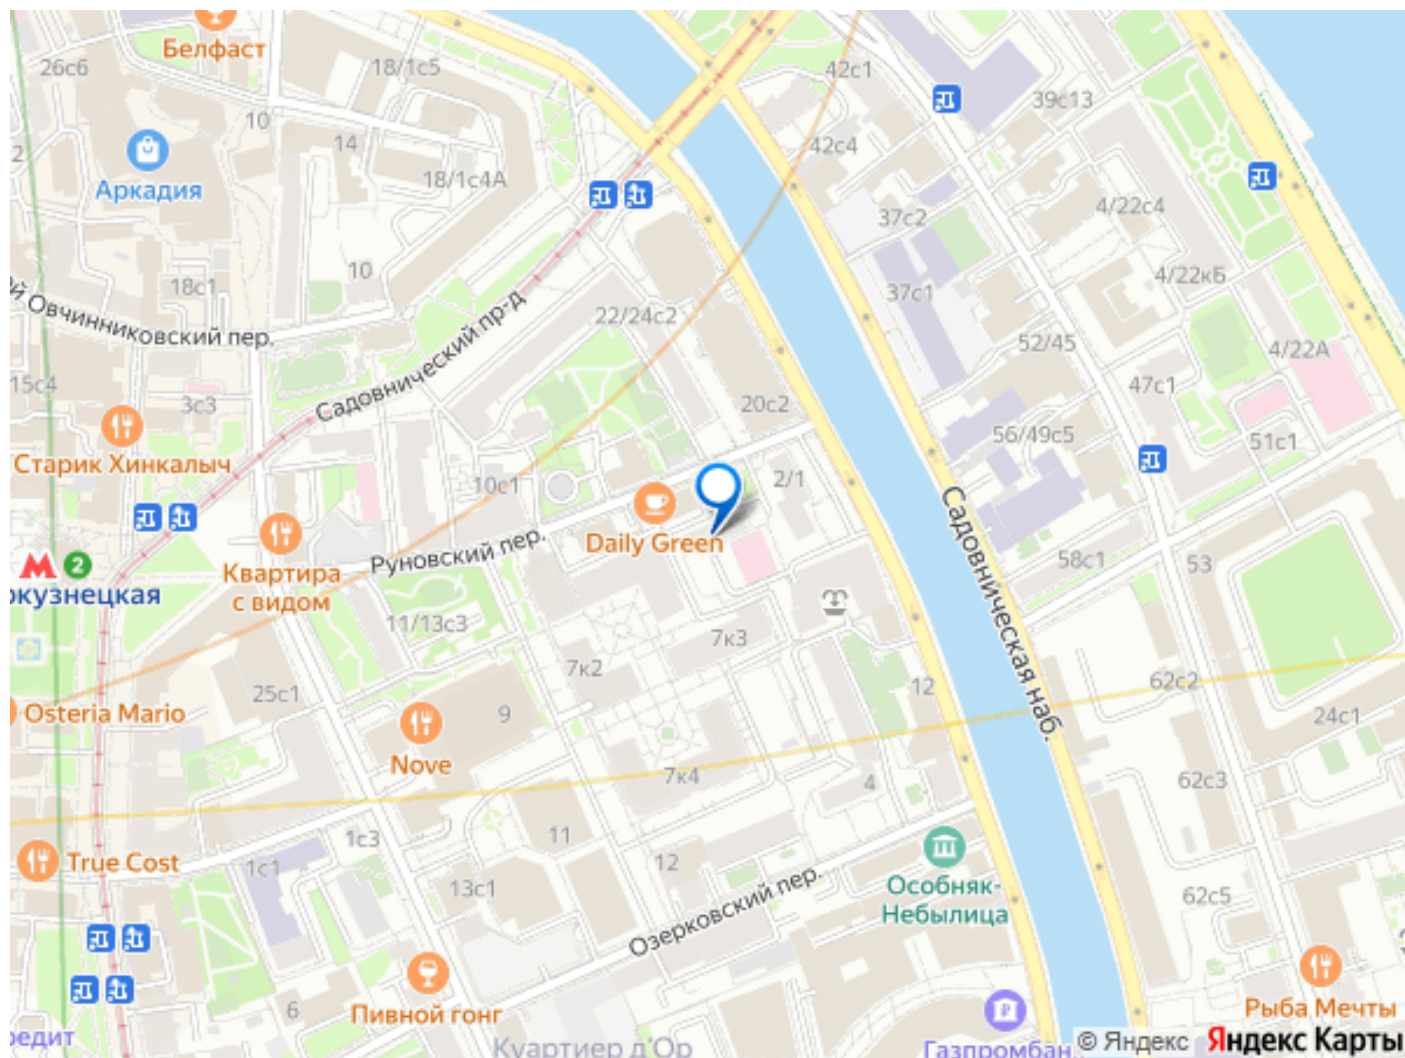 Белфаст
26с6
18/1с5
42с1
39с13
10
14
42с4
2
Аркадия
18/1с4А
37с2
4/22с4
10
18с1
4/22к6
37с1
й Овчинниковский пер.
22/24с2
Садовнический пр-д
52/45
4/22А
15с4
3с3
20с2
47с1
56/49с5
51с1
Старик Хинкалыч
10с1
2/1
Садовническая наб.
Daily Green
Руновский пер.
2
окузнецкая
Квартира
с видом
58с1
53
11/13с3
7к3
7к2
25с1
12
62с2
Osteria Mario
9
24с1
Nove
7к4
4
62с3
11
1с3
True Cost
1с1
12
13с1
Озерковский пер.
Особняк-
Небылица
62с5
6
Пивной гонг
Рыба Мечты
редит
Квартиер д'Ор
Газпромбан
© Яндекс Яндекс Карты